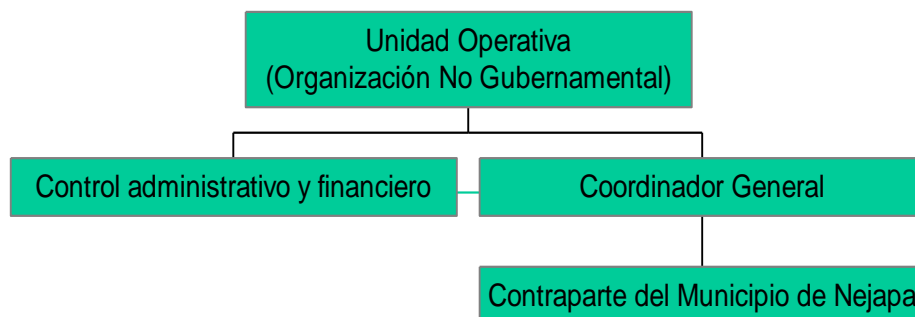 Unidad Operativa
(Organización No Gubernamental)
Control administrativo y financiero
Coordinador General
Contraparte del Municipio de Nejapa